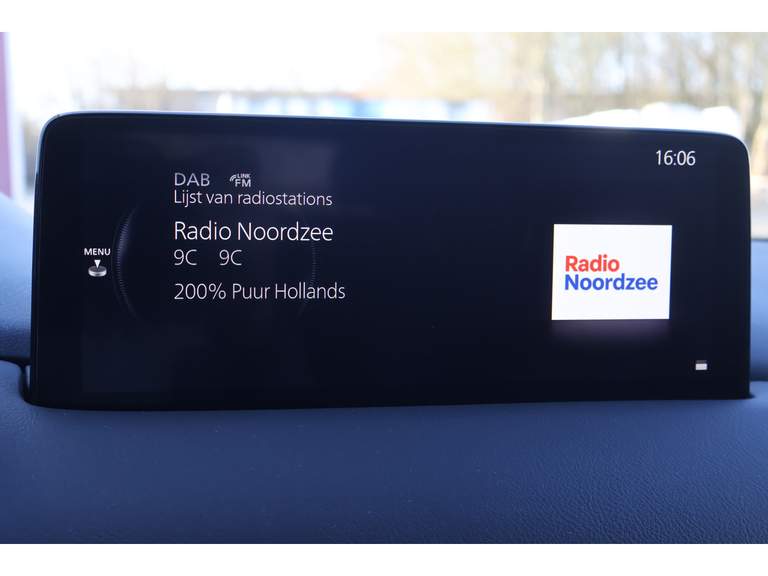 16:06
DAB LINK FM
Lijst van radiostations
Radio Noordzee
9C 9C
200% Puur Hollands
MENU
Radio
Noordzee